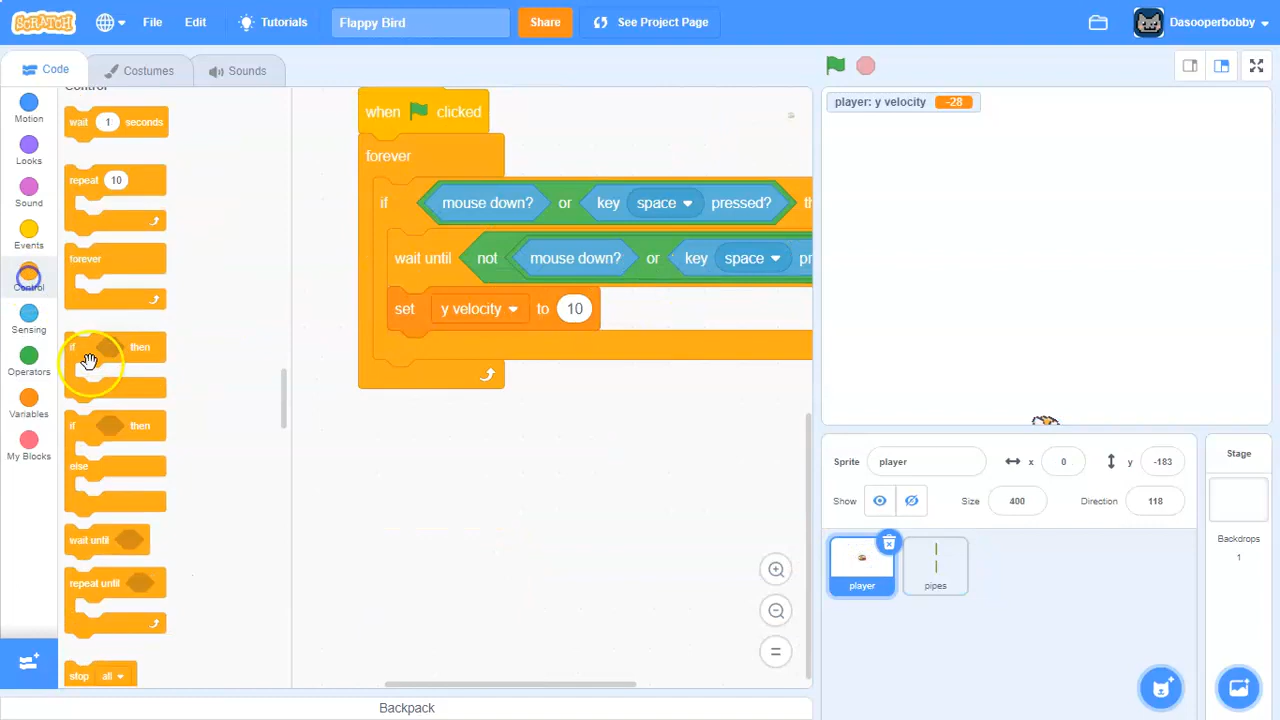 SCRATCH File Edit Tutorials Flappy Bird Share See Project Page Dasooperbobby
Code Costumes Sounds
Motion
Looks
Sound
Events
Control
Sensing
Operators
Variables
My Blocks
Control
wait 1 seconds
repeat 10
forever
if then
if then
else
wait until
repeat until
stop all
when clicked
forever
if mouse down? or key space pressed?
wait until not mouse down? or key space
set y velocity to 10
Backpack
player: y velocity -28
Sprite player x 0 y -183
Show Size 400 Direction 118
player
pipes
Stage
Backdrops
1